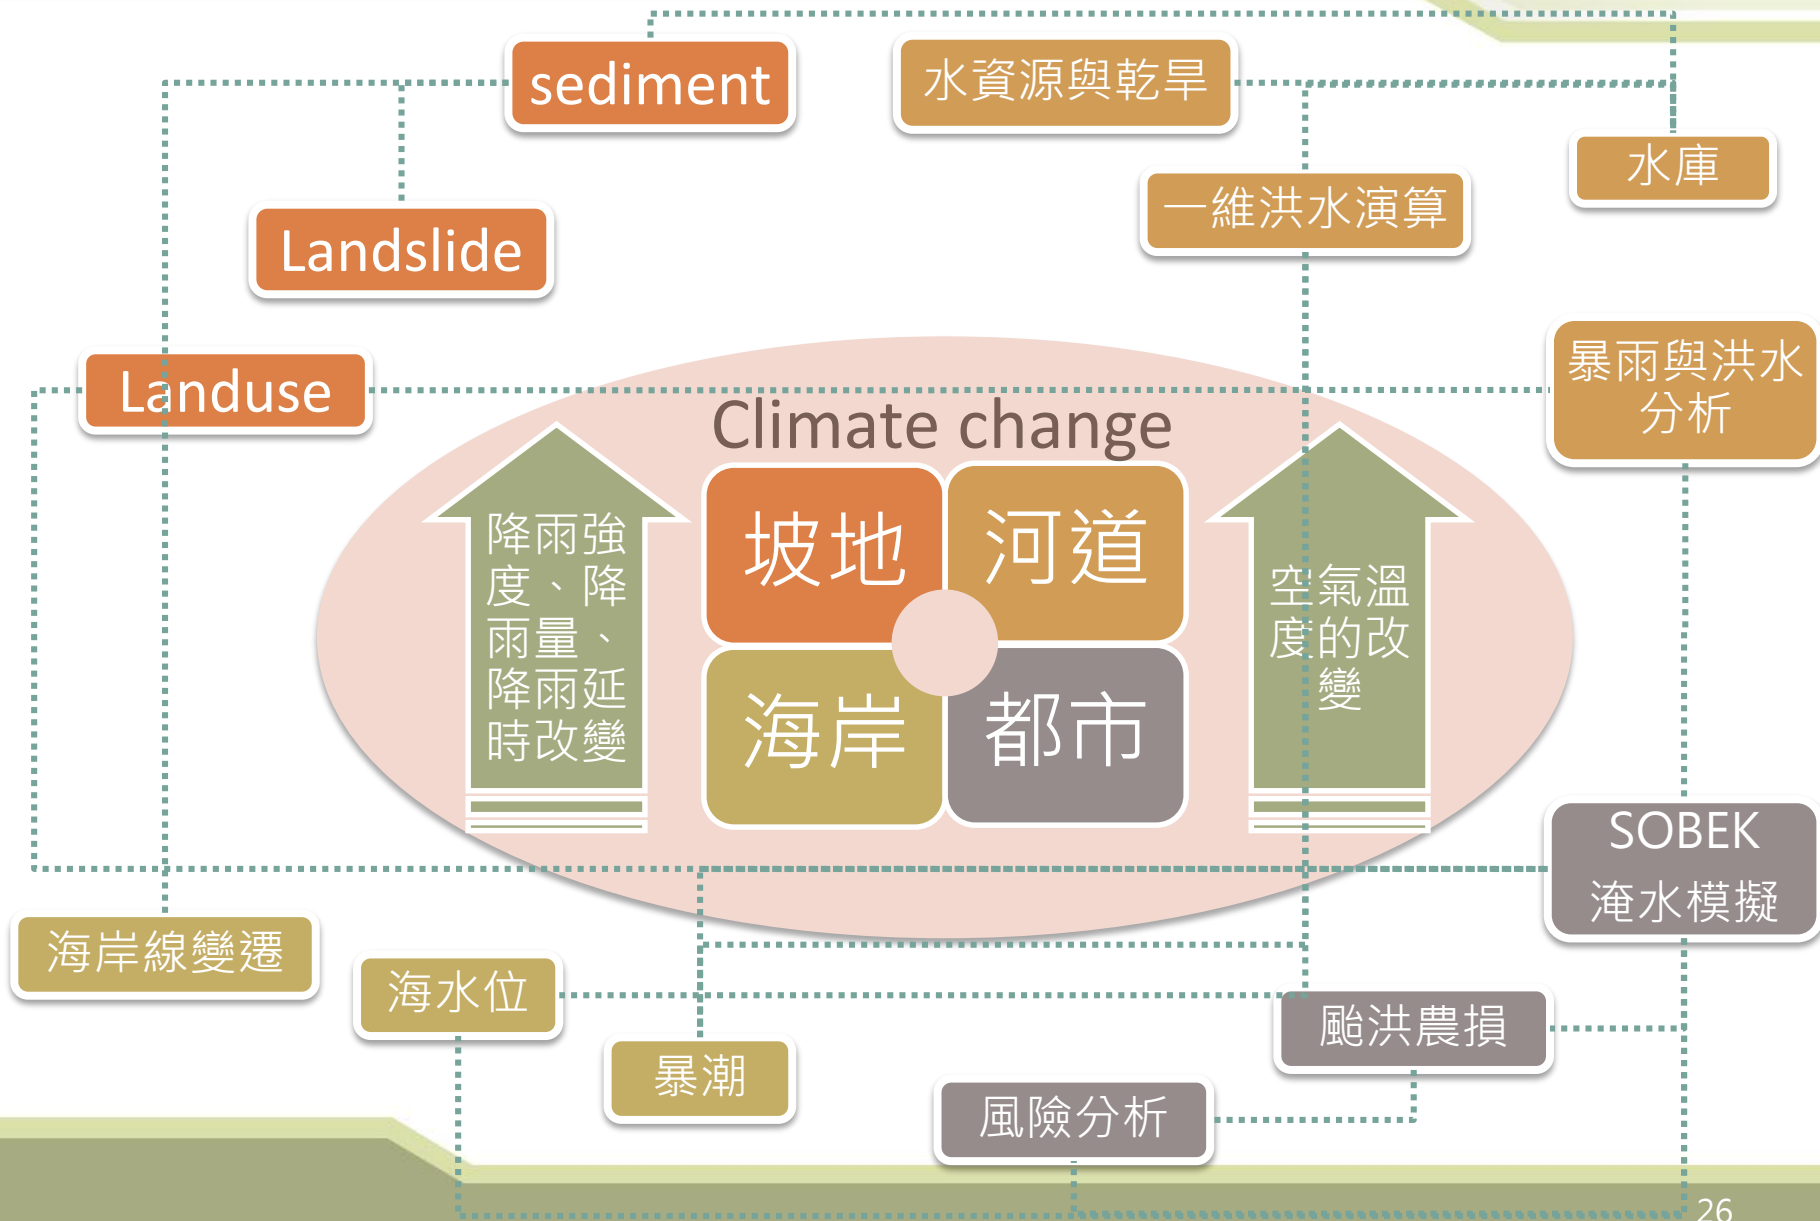 sediment
水資源與乾旱
水庫
一維洪水演算
Landslide
Landuse
暴雨與洪水
分析
Climate change
降雨強
度、降
雨量、
降雨延
時改變
坡地
河道
海岸
都市
空氣溫
度的改
變
SOBEK
淹水模擬
海岸線變遷
海水位
暴潮
颱洪農損
風險分析
26